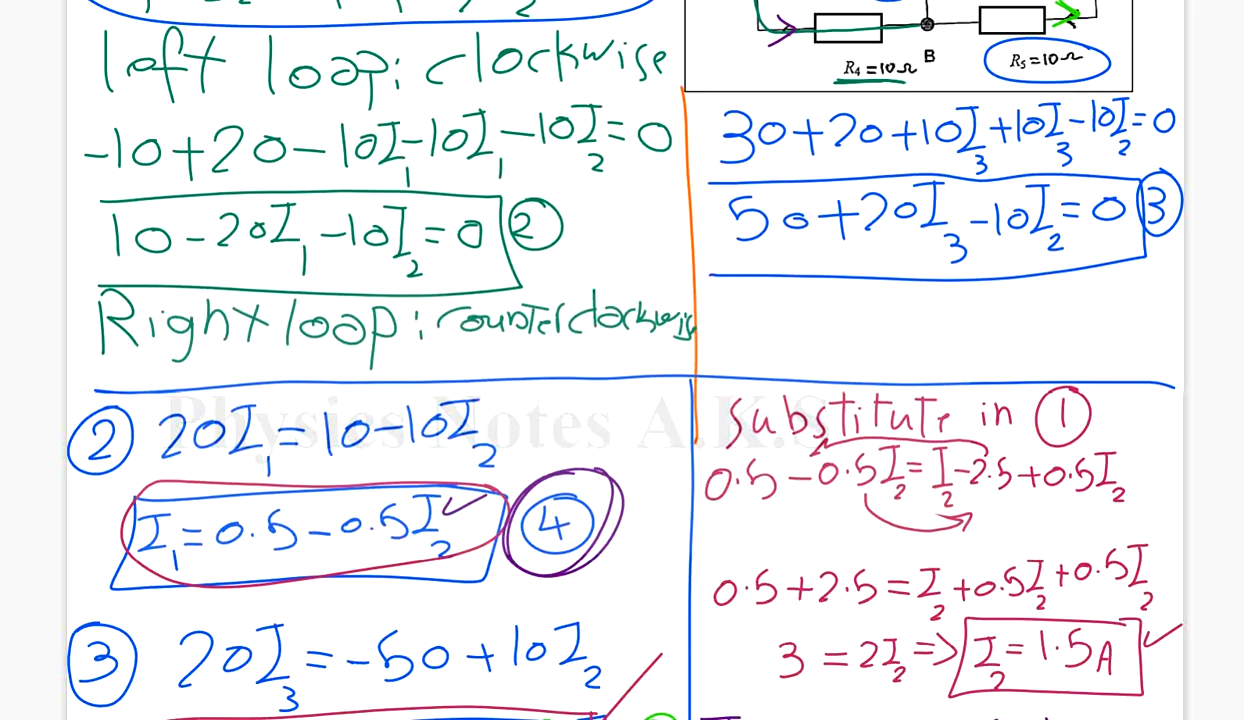 R₄ = 10Ω B R₅ = 10Ω
Left loop: clockwise
-10+20-10I₁-10I₁-10I₂=0
10-20I₁-10I₂=0 ②
Right loop: counterclockwise
30+20+10I₃+10I₃-10I₂=0
50+20I₃-10I₂=0 ③
Physics Notes A.K.S
② 20I₁=10-10I₂
I₁=0.5-0.5I₂ ✓ ④
③ 20I₃=-50+10I₂
Substitute in ①
0.5-0.5I₂=I₂-2.5+0.5I₂
0.5+2.5=I₂+0.5I₂+0.5I₂
3=2I₂=>I₂=1.5A ✓